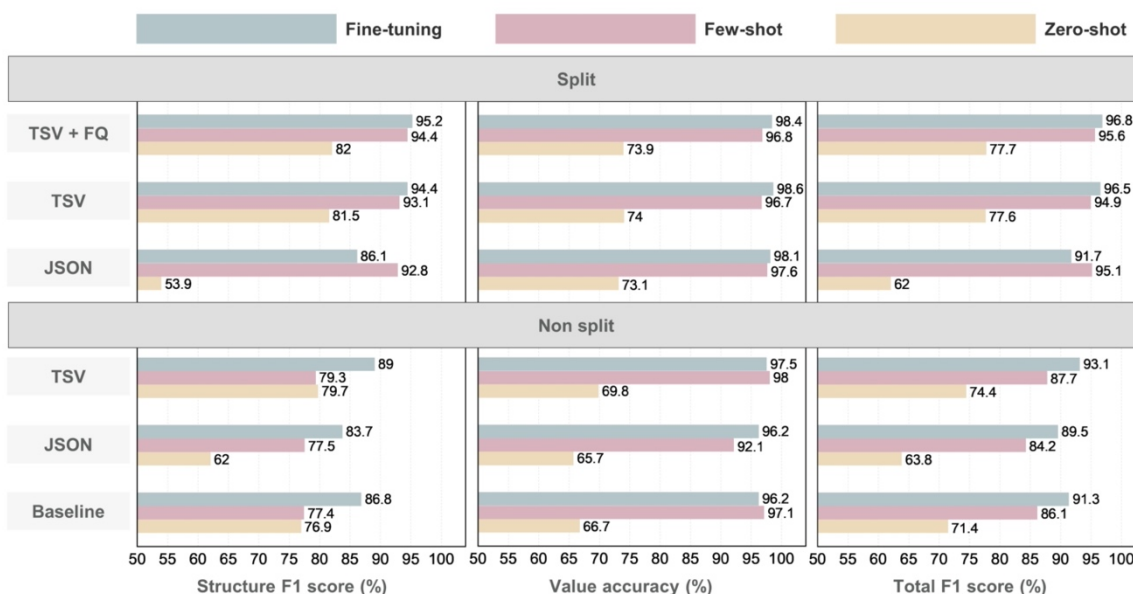 Fine-tuning Few-shot Zero-shot
Split
TSV + FQ
95.2 98.4 96.8
94.4 96.8 95.6
82 73.9 77.7
TSV
94.4 98.6 96.5
93.1 96.7 94.9
81.5 74 77.6
JSON
86.1 98.1 91.7
92.8 97.6 95.1
53.9 73.1 62
Non split
TSV
89 97.5 93.1
79.3 98 87.7
79.7 69.8 74.4
JSON
83.7 96.2 89.5
77.5 92.1 84.2
62 65.7 63.8
Baseline
86.8 96.2 91.3
77.4 97.1 86.1
76.9 66.7 71.4
50 55 60 65 70 75 80 85 90 95 100 50 55 60 65 70 75 80 85 90 95 100 50 55 60 65 70 75 80 85 90 95 100
Structure F1 score (%) Value accuracy (%) Total F1 score (%)